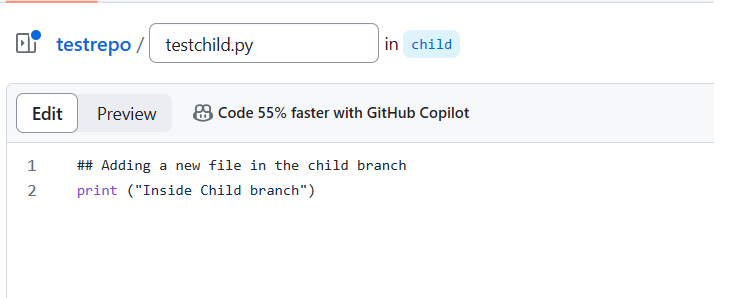 testrepo / testchild.py in child
Edit Preview Code 55% faster with GitHub Copilot
1 ## Adding a new file in the child branch
2 print ("Inside Child branch")